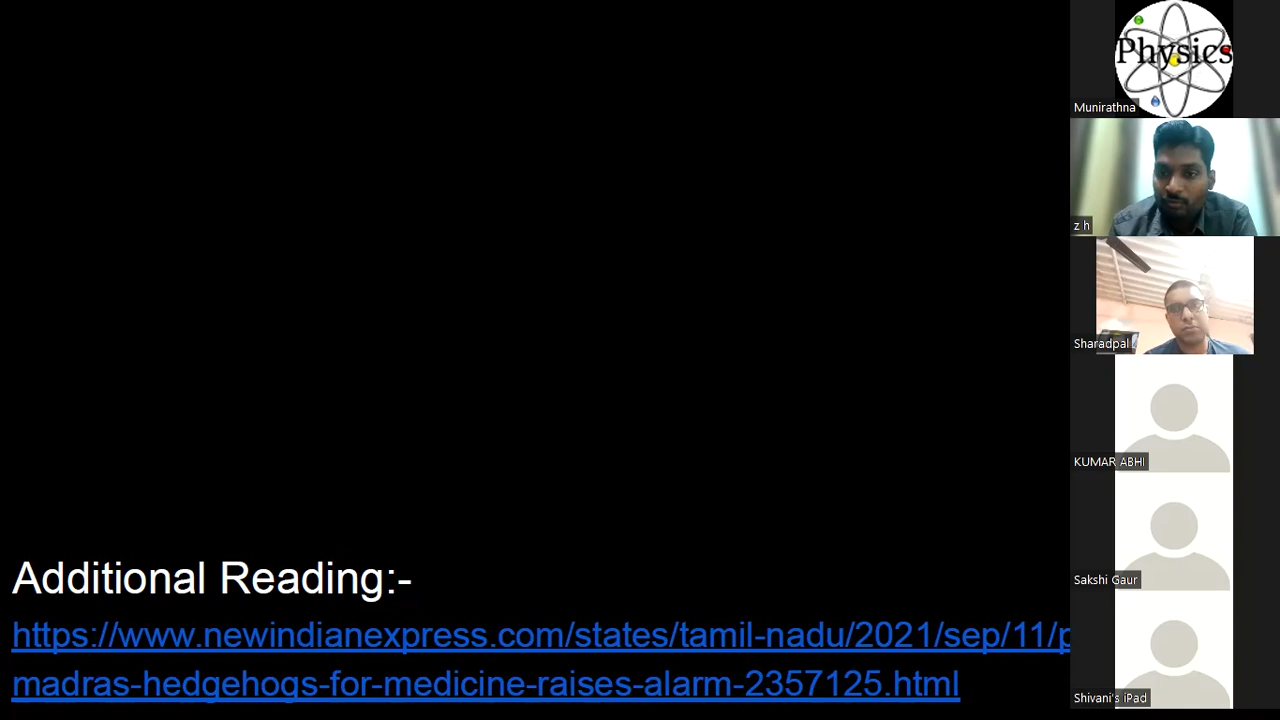 Physics
Munirathna
z h
Sharadpal
KUMAR ABHI
Sakshi Gaur
Shivani's iPad
Additional Reading:-
https://www.newindianexpress.com/states/tamil-nadu/2021/sep/11/p
madras-hedgehogs-for-medicine-raises-alarm-2357125.html